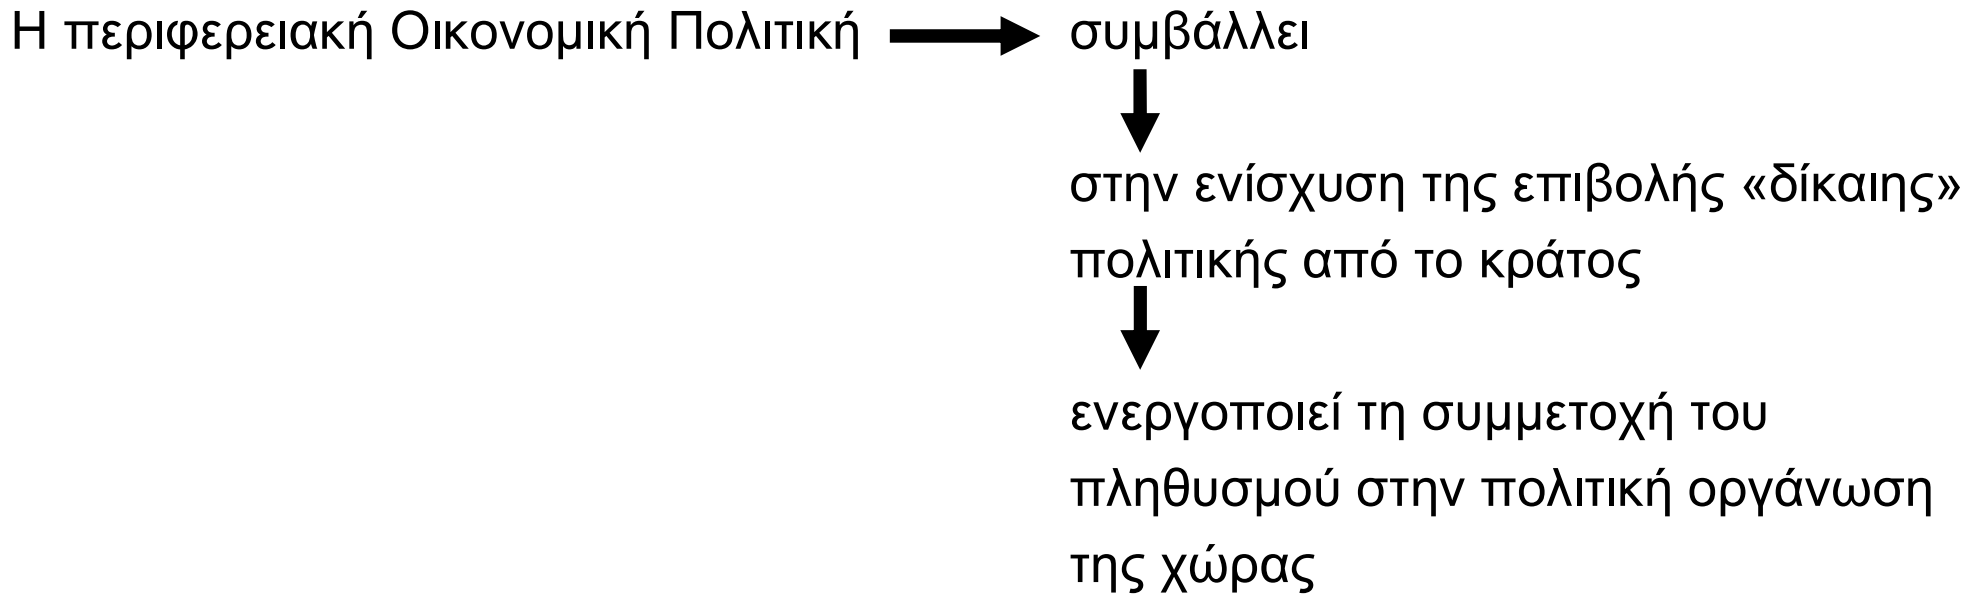 Η περιφερειακή Οικονομική Πολιτική συμβάλλει
στην ενίσχυση της επιβολής «δίκαιης»
πολιτικής από το κράτος
ενεργοποιεί τη συμμετοχή του
πληθυσμού στην πολιτική οργάνωση
της χώρας